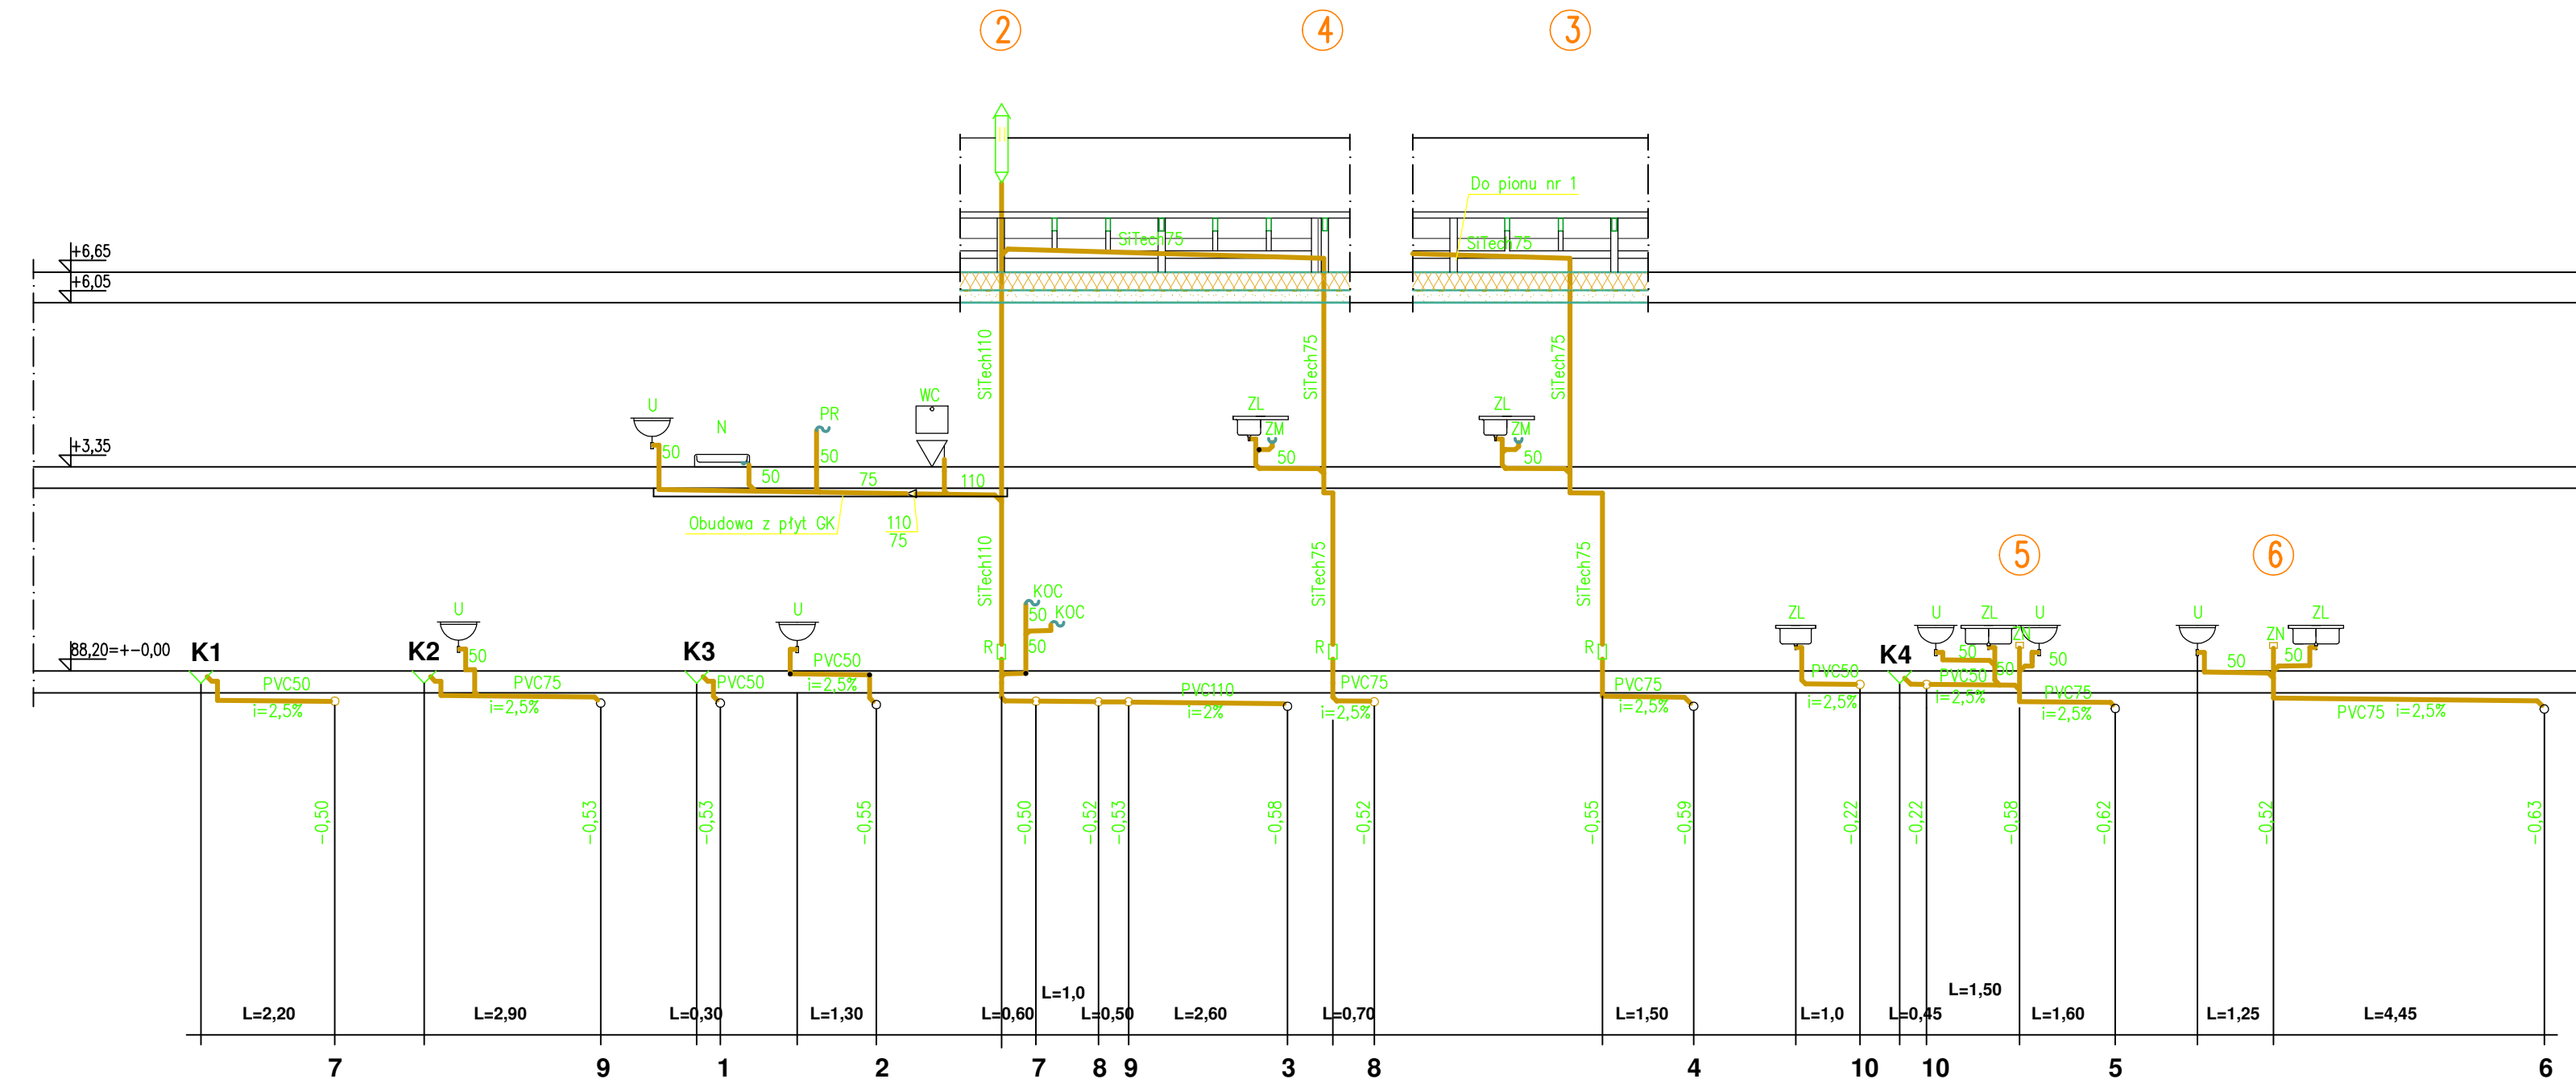 2 4 3
Do pionu nr 1
SiTech75 SiTech75
+6,65
+6,05
SiTech110 SiTech75 SiTech75
U N PR WC ZL ZM ZL ZM
+3,35
50 50 50 75 110 50 50
Obudowa z płyt GK
110
75
SiTech110 SiTech75 SiTech75
5 6
KOC
50 KOC
50
U U ZL U ZL ZN U U ZN ZL
R R R
88,20=+-0,00
K1 K2 K3 K4
50 50 50 50 50 50
PVC50 PVC75 PVC50 PVC50 PVC110 PVC75 PVC75 PVC50 PVC50 PVC75 PVC75
i=2,5% i=2,5% i=2,5% i=2% i=2,5% i=2,5% i=2,5% i=2,5% i=2,5% i=2,5%
-0,50 -0,53 -0,53 -0,55 -0,50 -0,52 -0,53 -0,58 -0,52 -0,55 -0,59 -0,22 -0,22 -0,58 -0,62 -0,52 -0,63
L=1,0 L=1,50
L=2,20 L=2,90 L=0,30 L=1,30 L=0,60 L=0,50 L=2,60 L=0,70 L=1,50 L=1,0 L=0,45 L=1,60 L=1,25 L=4,45
7 9 1 2 7 8 9 3 8 4 10 10 5 6